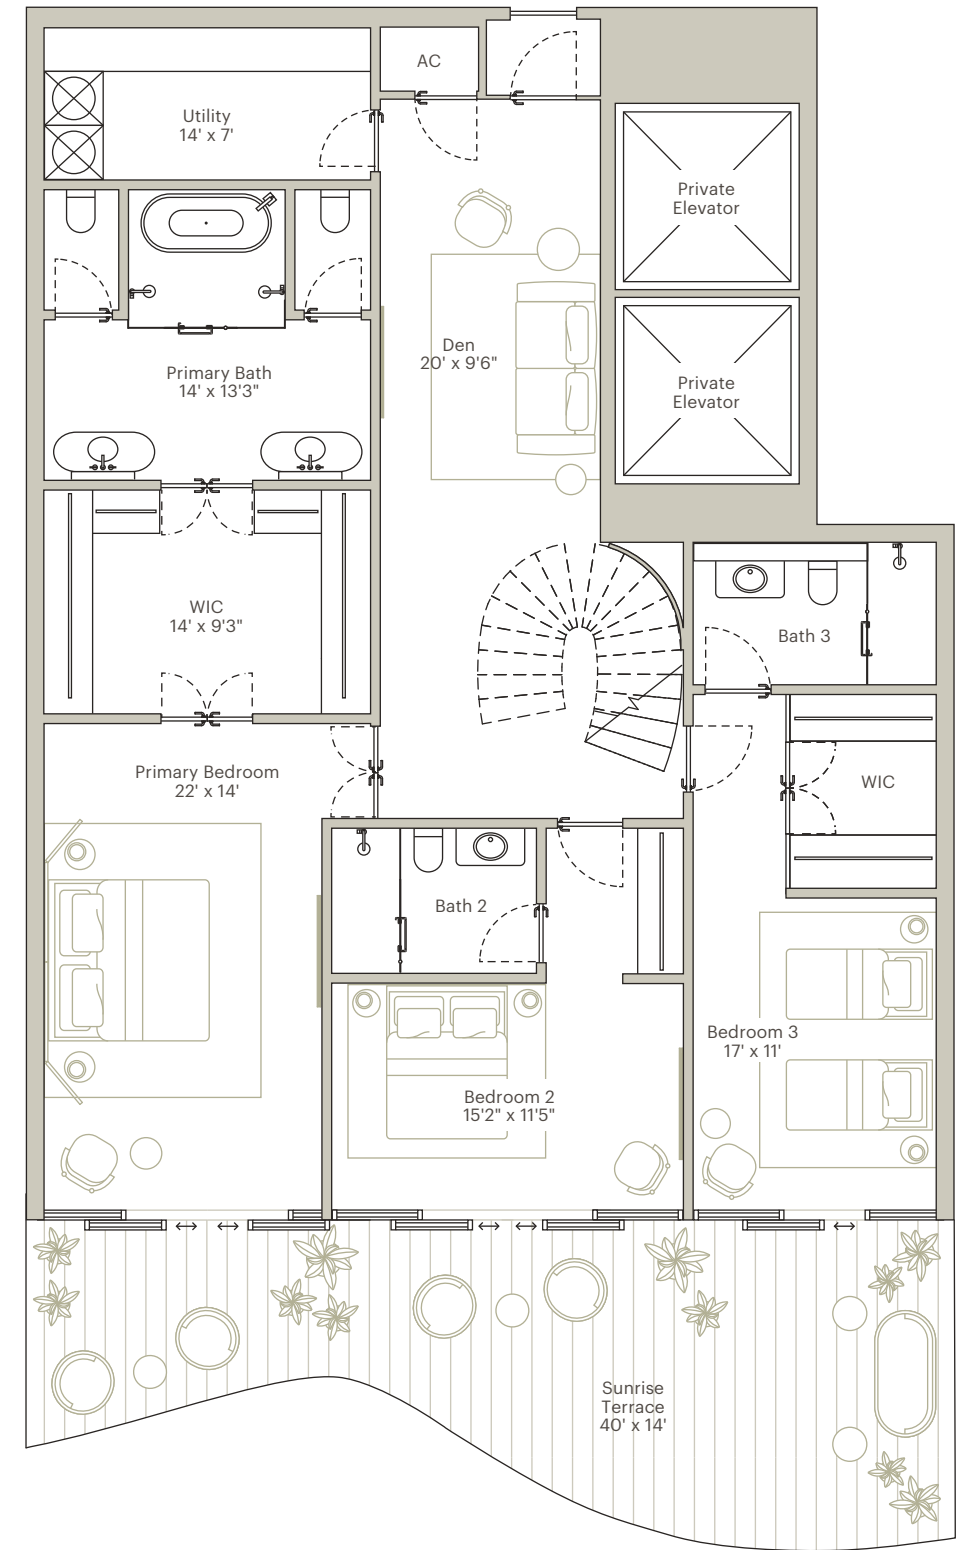 AC
Utility
14' x 7'
Private
Elevator
Den
20' x 9'6"
Primary Bath
14' x 13'3"
Private
Elevator
WIC
14' x 9'3"
Bath 3
Primary Bedroom
22' x 14'
WIC
Bath 2
Bedroom 3
17' x 11'
Bedroom 2
15'2" x 11'5"
Sunrise
Terrace
40' x 14'